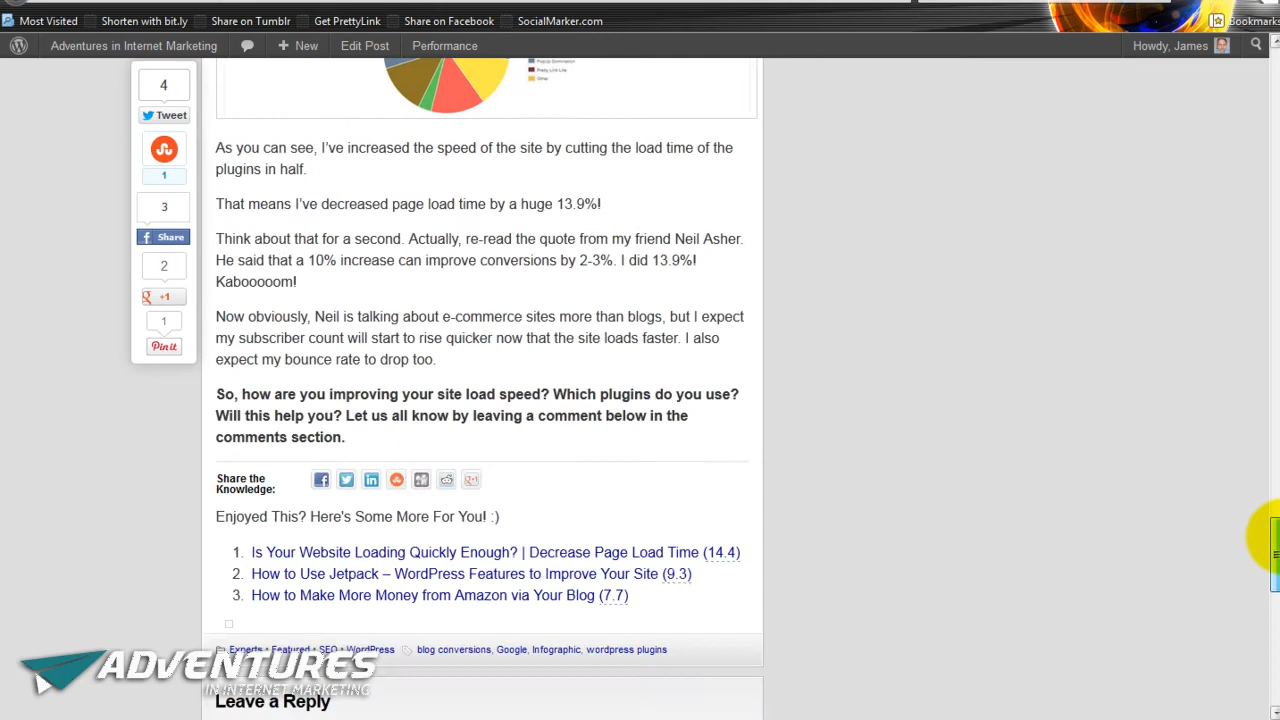 Most Visited Shorten with bit.ly Share on Tumblr Get PrettyLink Share on Facebook SocialMarker.com Bookmarks
Adventures in Internet Marketing + New Edit Post Performance Howdy, James
4
Tweet
1
3
f Share
2
g +1
1
Pin it
Pretty Link Lite
Other
As you can see, I've increased the speed of the site by cutting the load time of the
plugins in half.
That means I've decreased page load time by a huge 13.9%!
Think about that for a second. Actually, re-read the quote from my friend Neil Asher.
He said that a 10% increase can improve conversions by 2-3%. I did 13.9%!
Kabooooom!
Now obviously, Neil is talking about e-commerce sites more than blogs, but I expect
my subscriber count will start to rise quicker now that the site loads faster. I also
expect my bounce rate to drop too.
So, how are you improving your site load speed? Which plugins do you use?
Will this help you? Let us all know by leaving a comment below in the
comments section.
Share the
Knowledge:
Enjoyed This? Here's Some More For You! :)
1. Is Your Website Loading Quickly Enough? | Decrease Page Load Time (14.4)
2. How to Use Jetpack – WordPress Features to Improve Your Site (9.3)
3. How to Make More Money from Amazon via Your Blog (7.7)
Experts • Featured • SEO • WordPress blog conversions, Google, Infographic, wordpress plugins
ADVENTURES
IN INTERNET MARKETING
Leave a Reply